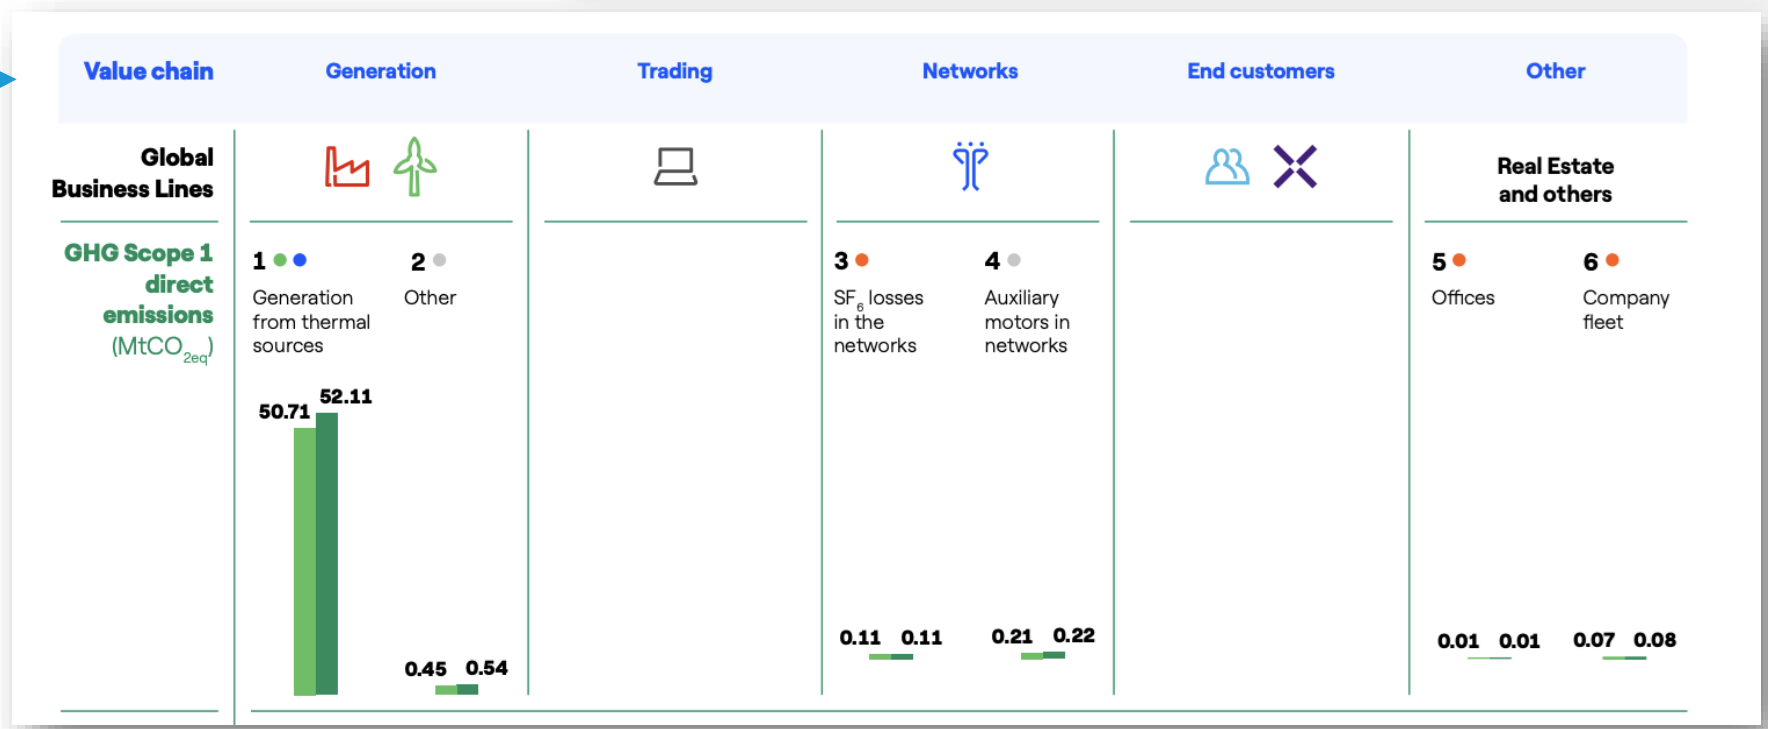 Value chain
Generation
Trading
Networks
End customers
Other
Global
Business Lines
Real Estate
and others
GHG Scope 1
direct
emissions
(MtCO2eq)
1
Generation
from thermal
sources
50.71
52.11
2
Other
0.45
0.54
3
SF6 losses
in the
networks
0.11
0.11
4
Auxiliary
motors in
networks
0.21
0.22
5
Offices
0.01
0.01
6
Company
fleet
0.07
0.08